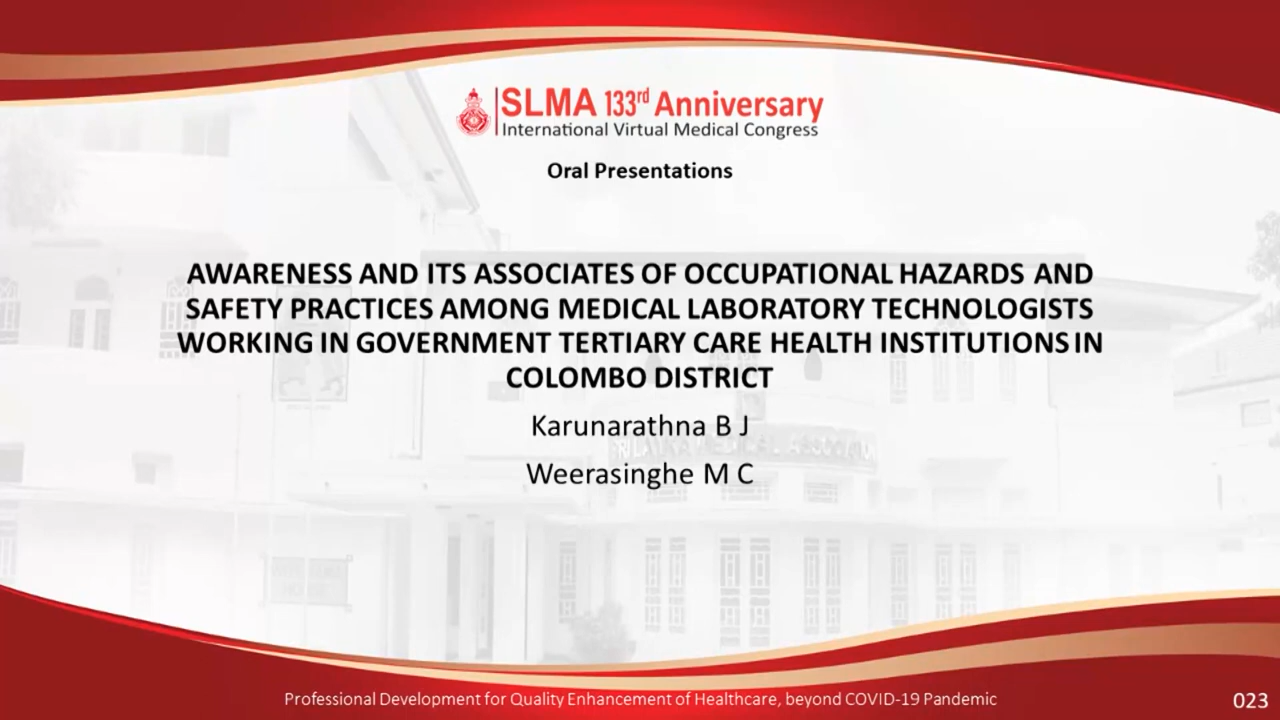 SLMA 133rd Anniversary
International Virtual Medical Congress
Oral Presentations
AWARENESS AND ITS ASSOCIATES OF OCCUPATIONAL HAZARDS AND
SAFETY PRACTICES AMONG MEDICAL LABORATORY TECHNOLOGISTS
WORKING IN GOVERNMENT TERTIARY CARE HEALTH INSTITUTIONS IN
COLOMBO DISTRICT
Karunarathna B J
Weerasinghe M C
Professional Development for Quality Enhancement of Healthcare, beyond COVID-19 Pandemic
023